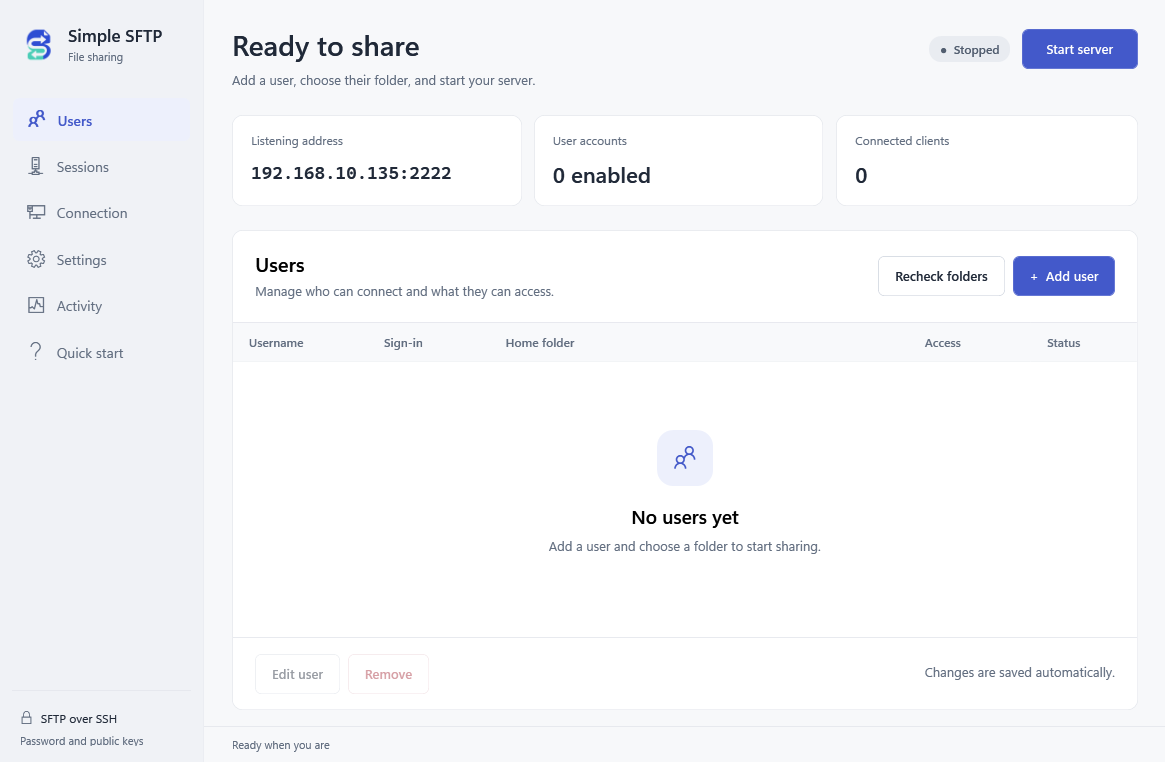 Simple SFTP
File sharing
Users
Sessions
Connection
Settings
Activity
Quick start
SFTP over SSH
Password and public keys
Ready to share
Add a user, choose their folder, and start your server.
Stopped
Start server
Listening address
192.168.10.135:2222
User accounts
0 enabled
Connected clients
0
Users
Manage who can connect and what they can access.
Recheck folders
+ Add user
Username Sign-in Home folder Access Status
No users yet
Add a user and choose a folder to start sharing.
Edit user
Remove
Changes are saved automatically.
Ready when you are